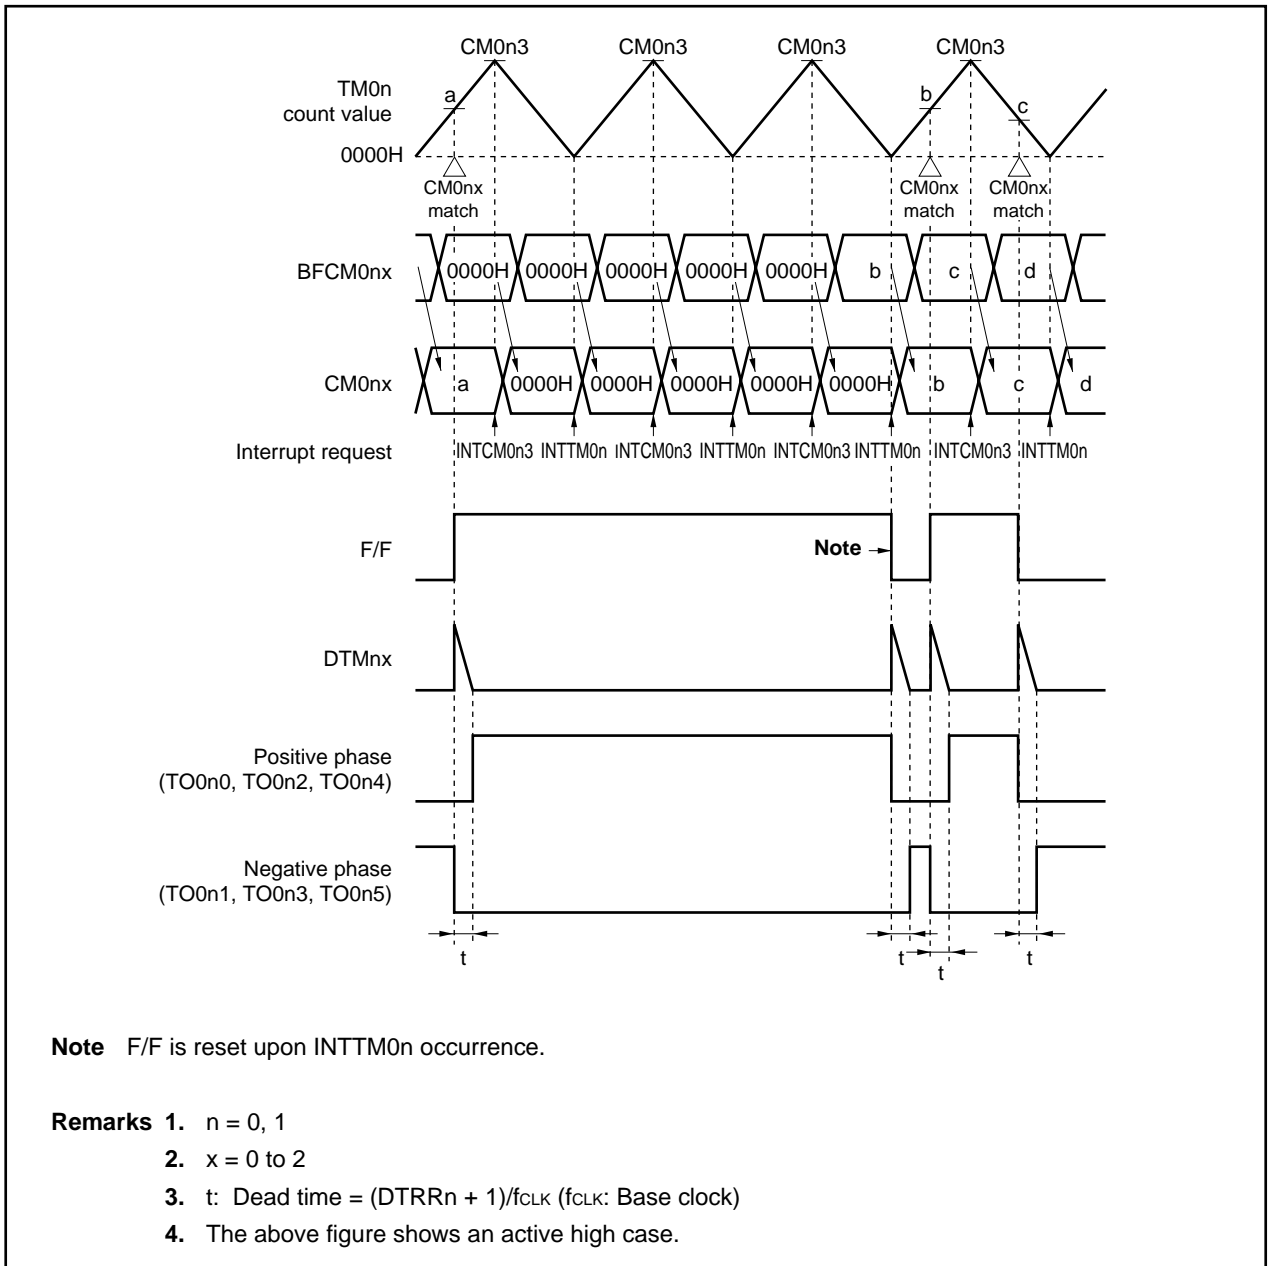 CM0n3 CM0n3 CM0n3 CM0n3
TM0n
count value
a b c
0000H
CM0nx
match
CM0nx
match
CM0nx
match
BFCM0nx 0000H 0000H 0000H 0000H 0000H b c d
CM0nx a 0000H 0000H 0000H 0000H 0000H b c d
Interrupt request INTCM0n3 INTTM0n INTCM0n3 INTTM0n INTCM0n3 INTTM0n INTCM0n3 INTTM0n
F/F Note
DTMnx
Positive phase
(TO0n0, TO0n2, TO0n4)
Negative phase
(TO0n1, TO0n3, TO0n5)
t t t t
Note F/F is reset upon INTTM0n occurrence.
Remarks 1. n = 0, 1
2. x = 0 to 2
3. t: Dead time = (DTRRn + 1)/fCLK (fCLK: Base clock)
4. The above figure shows an active high case.